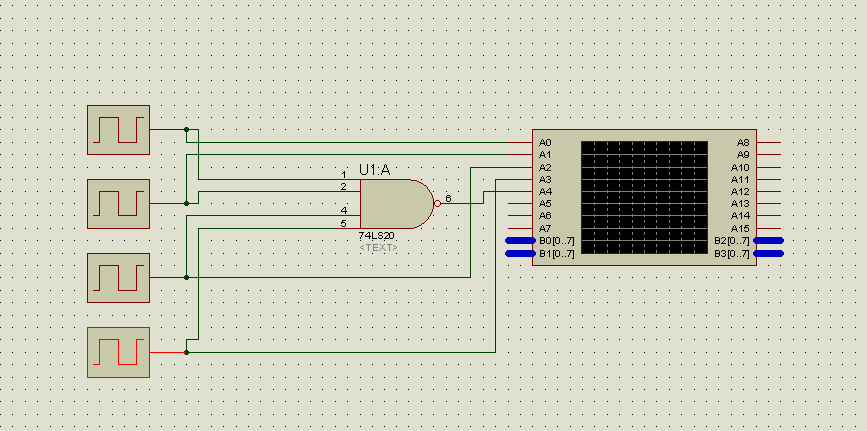 A0 A8
A1 A9
A2 A10
U1:A
1 A3 A11
2 A4 A12
6 A5 A13
4 A6 A14
5 A7 A15
74LS20 B0[0..7] B2[0..7]
<TEXT> B1[0..7] B3[0..7]